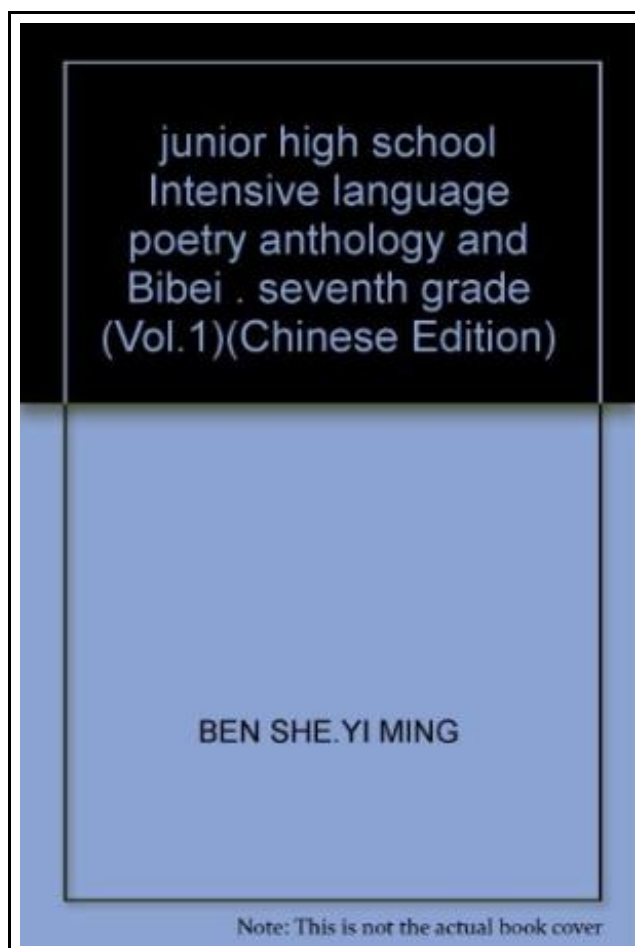 junior high school
Intensive language
poetry anthology and
Bibei . seventh grade
(Vol.1)(Chinese Edition)
BEN SHE.YI MING
Note: This is not the actual book cover